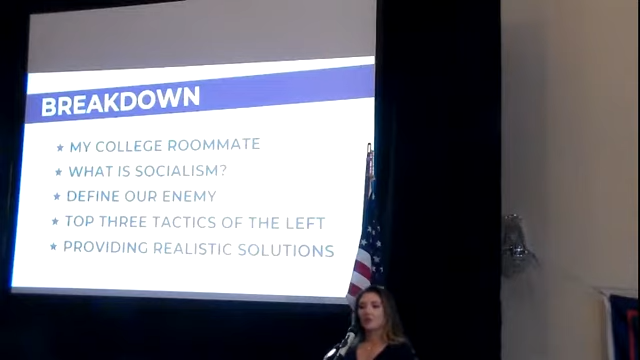 BREAKDOWN
★ MY COLLEGE ROOMMATE
★ WHAT IS SOCIALISM?
★ DEFINE OUR ENEMY
★ TOP THREE TACTICS OF THE LEFT
★ PROVIDING REALISTIC SOLUTIONS